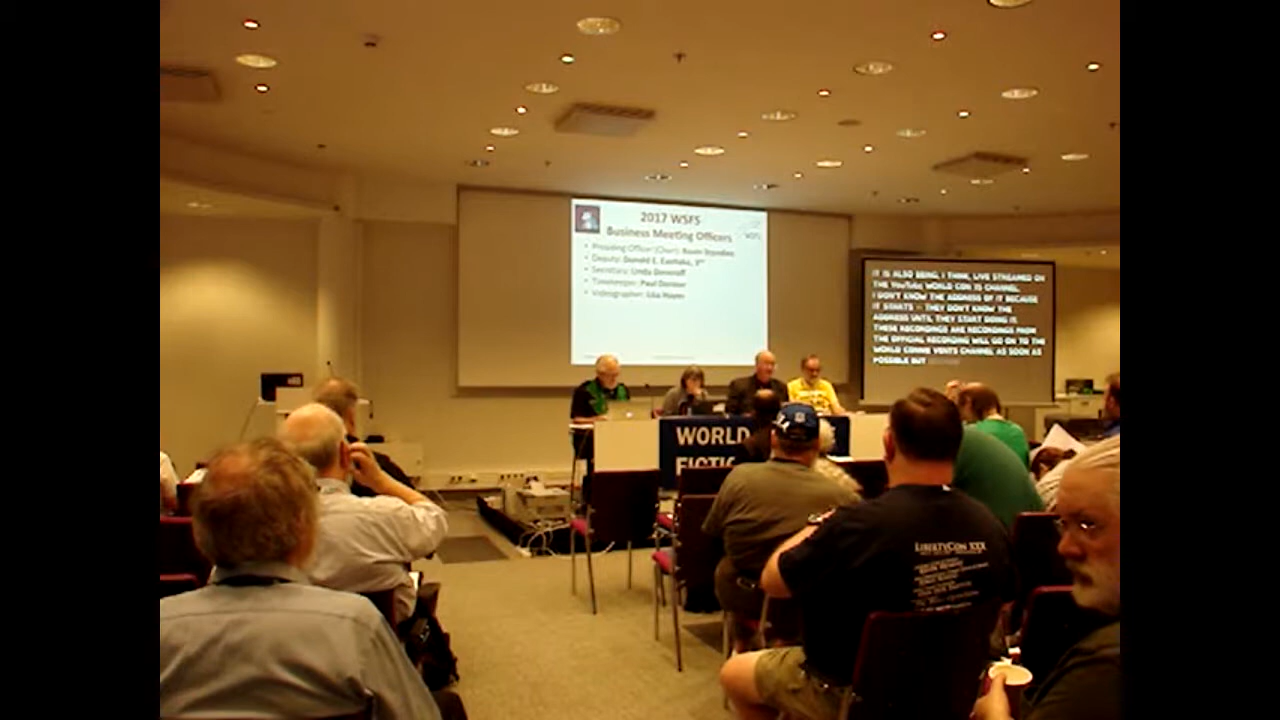 2017 WSFS
Business Meeting Officers
• Presiding Officer (Chair): Kevin Standlee
• Deputy: Donald E. Eastlake, 3rd
• Secretary: Linda Deneroff
• Timekeeper: Paul Dormer
• Videographer: Lisa Hayes
IT IS ALSO BEING, I THINK, LIVE STREAMED ON
THE YouTube WORLD CON 75 CHANNEL.
I DON'T KNOW THE ADDRESS OF IT BECAUSE
IT STARTS -- THEY DON'T KNOW THE
ADDRESS UNTIL THEY START DOING IT.
THESE RECORDINGS ARE RECORDINGS FROM
THE OFFICIAL RECORDING WILL GO ON TO THE
WORLD CONNIE VENTS CHANNEL AS SOON AS
POSSIBLE BUT
WORLD
FICTIC
LIBERTYCON XXX